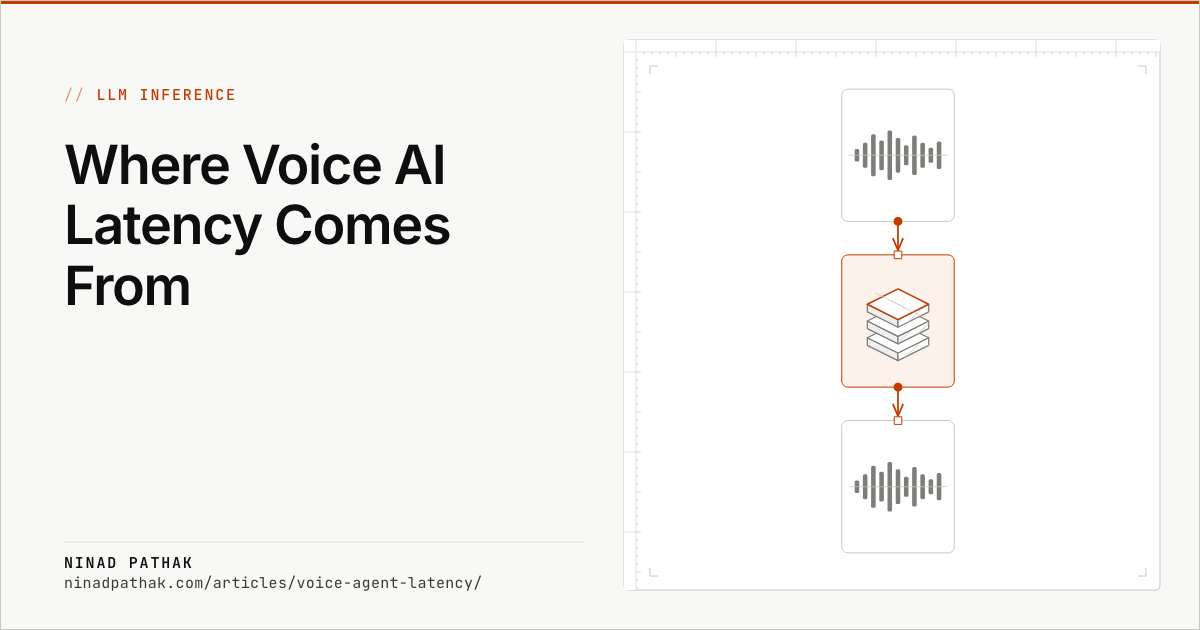 // LLM INFERENCE
Where Voice AI
Latency Comes
From
NINAD PATHAK
ninadpathak.com/articles/voice-agent-latency/